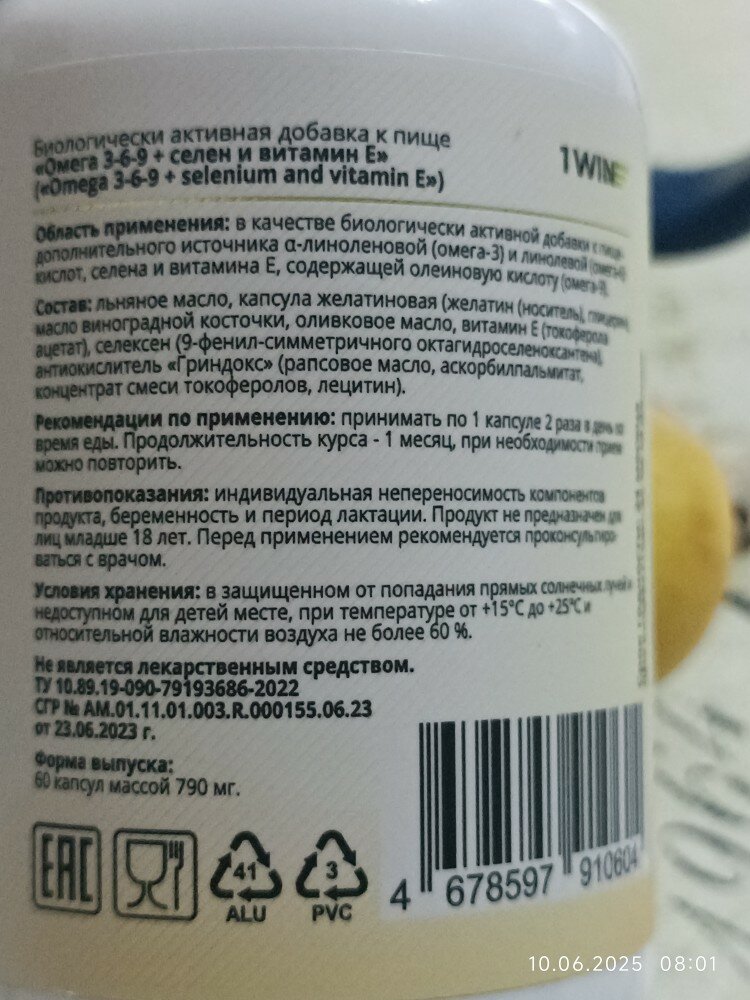 Биологически активная добавка к пище
«Омега 3-6-9 + селен и витамин Е»
(«Omega 3-6-9 + selenium and vitamin E»)
1WIN
Область применения: в качестве биологически активной добавки к пище
дополнительного источника α-линоленовой (омега-3) и линолевой (омега-6)
кислот, селена и витамина Е, содержащей олеиновую кислоту (омега-9).
Состав: льняное масло, капсула желатиновая (желатин (носитель), глицерин),
масло виноградной косточки, оливковое масло, витамин Е (токоферола
ацетат), селексен (9-фенил-симметричного октагидроселеноксантена),
антиокислитель «Гриндокс» (рапсовое масло, аскорбилпальмитат,
концентрат смеси токоферолов, лецитин).
Рекомендации по применению: принимать по 1 капсуле 2 раза в день во
время еды. Продолжительность курса - 1 месяц, при необходимости прием
можно повторить.
Противопоказания: индивидуальная непереносимость компонентов
продукта, беременность и период лактации. Продукт не предназначен для
лиц младше 18 лет. Перед применением рекомендуется проконсультиро-
ваться с врачом.
Условия хранения: в защищенном от попадания прямых солнечных лучей и
недоступном для детей месте, при температуре от +15°C до +25°C и
относительной влажности воздуха не более 60 %.
Не является лекарственным средством.
ТУ 10.89.19-090-79193686-2022
СГР № AM.01.11.01.003.R.000155.06.23
от 23.06.2023 г.
Форма выпуска:
60 капсул массой 790 мг.
EAC
41
ALU
3
PVC
4 678597 910604
10.06.2025 08:01